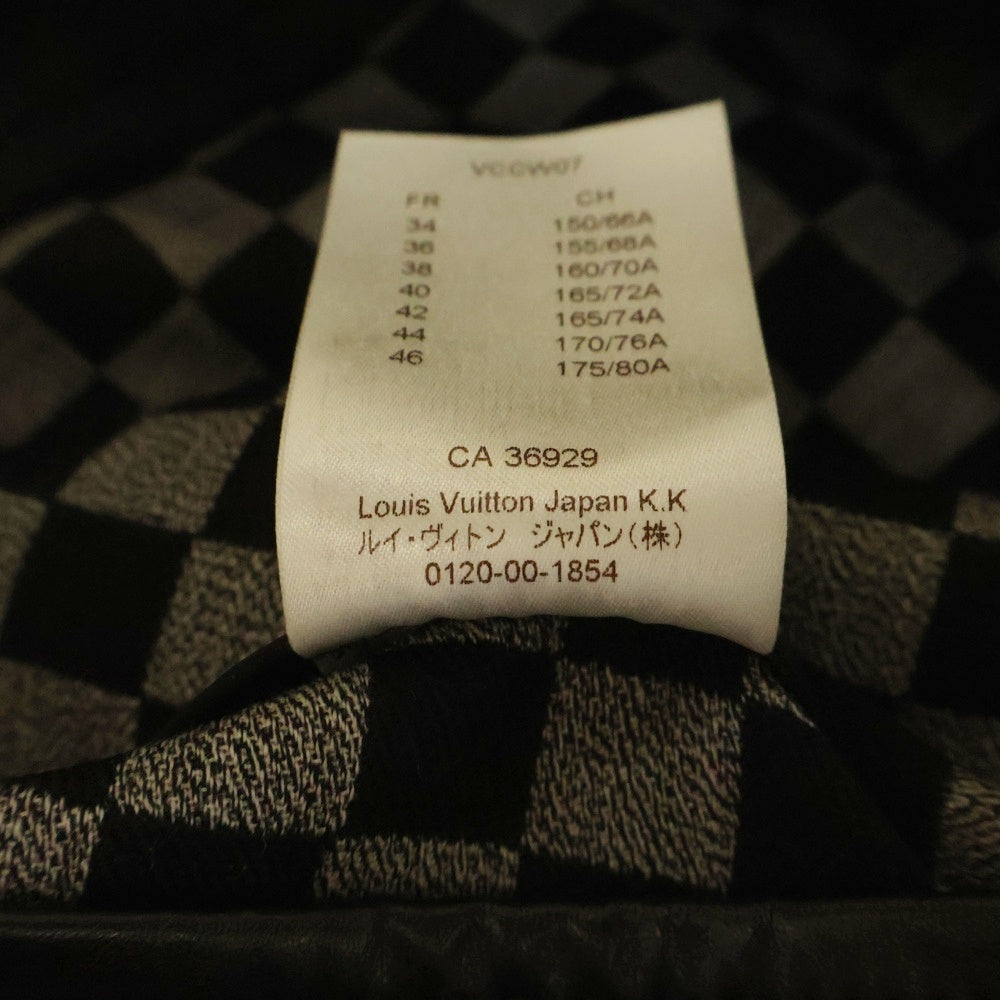 VCCW07
FR CH
34 150/66A
36 155/68A
38 160/70A
40 165/72A
42 165/74A
44 170/76A
46 175/80A
CA 36929
Louis Vuitton Japan K.K
ルイ・ヴィトン ジャパン(株)
0120-00-1854